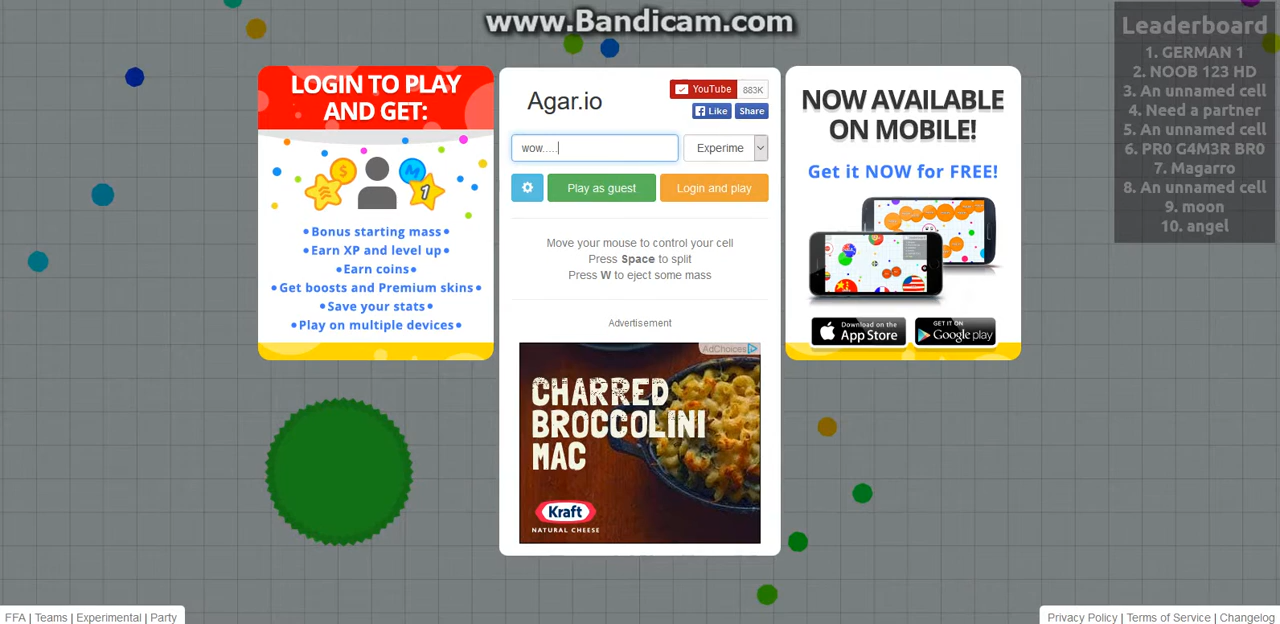 www.Bandicam.com
LOGIN TO PLAY
AND GET:
•Bonus starting mass•
•Earn XP and level up•
•Earn coins•
•Get boosts and Premium skins•
•Save your stats•
•Play on multiple devices•
Agar.io
YouTube 883K
Like Share
wow.....
Experime
Play as guest
Login and play
Move your mouse to control your cell
Press Space to split
Press W to eject some mass
Advertisement
AdChoices
CHARRED
BROCCOLINI
MAC
Kraft
NATURAL CHEESE
NOW AVAILABLE
ON MOBILE!
Get it NOW for FREE!
Download on the
App Store
GET IT ON
Google play
Leaderboard
1. GERMAN 1
2. NOOB 123 HD
3. An unnamed cell
4. Need a partner
5. An unnamed cell
6. PR0 G4M3R BR0
7. Magarro
8. An unnamed cell
9. moon
10. angel
FFA | Teams | Experimental | Party
Privacy Policy | Terms of Service | Changelog